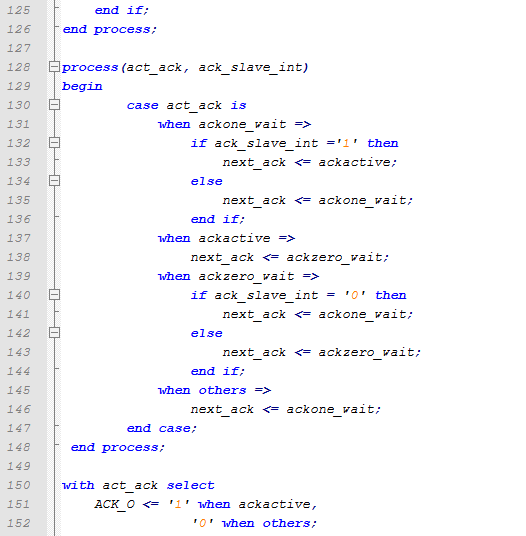 125 end if;
126 end process;
127
128 process(act_ack, ack_slave_int)
129 begin
130 case act_ack is
131 when ackone_wait =>
132 if ack_slave_int ='1' then
133 next_ack <= ackactive;
134 else
135 next_ack <= ackone_wait;
136 end if;
137 when ackactive =>
138 next_ack <= ackzero_wait;
139 when ackzero_wait =>
140 if ack_slave_int = '0' then
141 next_ack <= ackone_wait;
142 else
143 next_ack <= ackzero_wait;
144 end if;
145 when others =>
146 next_ack <= ackone_wait;
147 end case;
148 end process;
149
150 with act_ack select
151 ACK_O <= '1' when ackactive,
152 '0' when others;